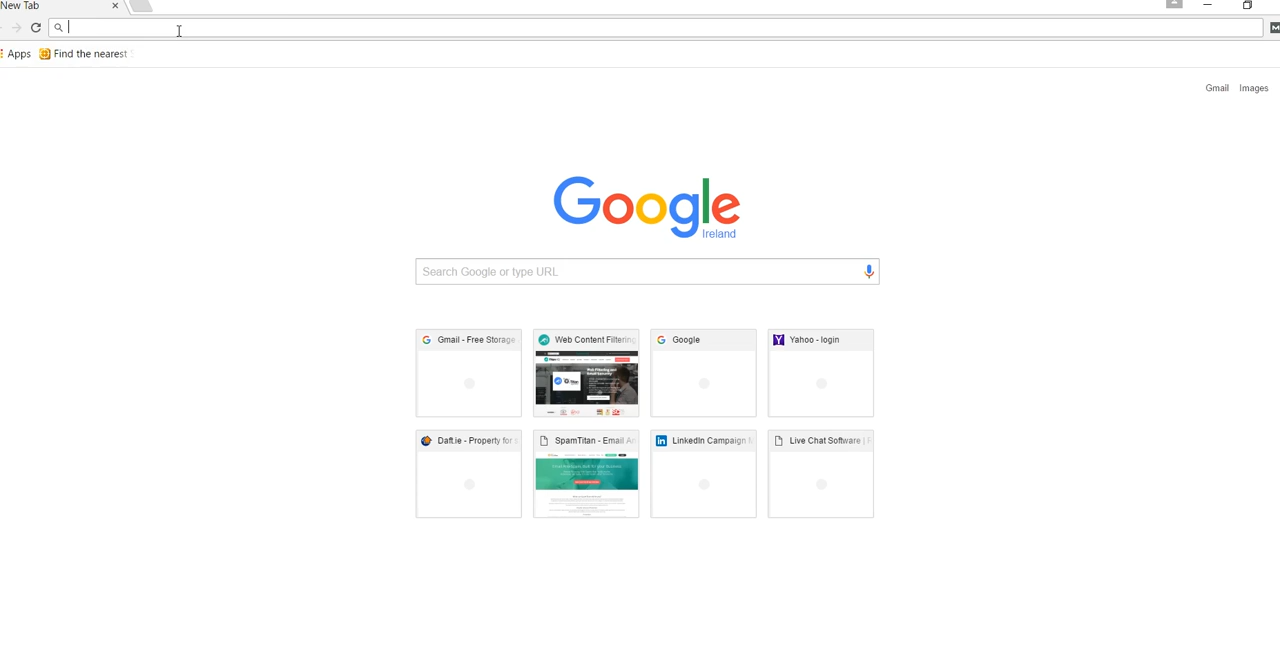 New Tab
Apps Find the nearest
Gmail Images
Google
Ireland
Search Google or type URL
Gmail - Free Storage
Web Content Filtering
Google
Yahoo - login
Daft.ie - Property for
SpamTitan - Email An
LinkedIn Campaign
Live Chat Software |